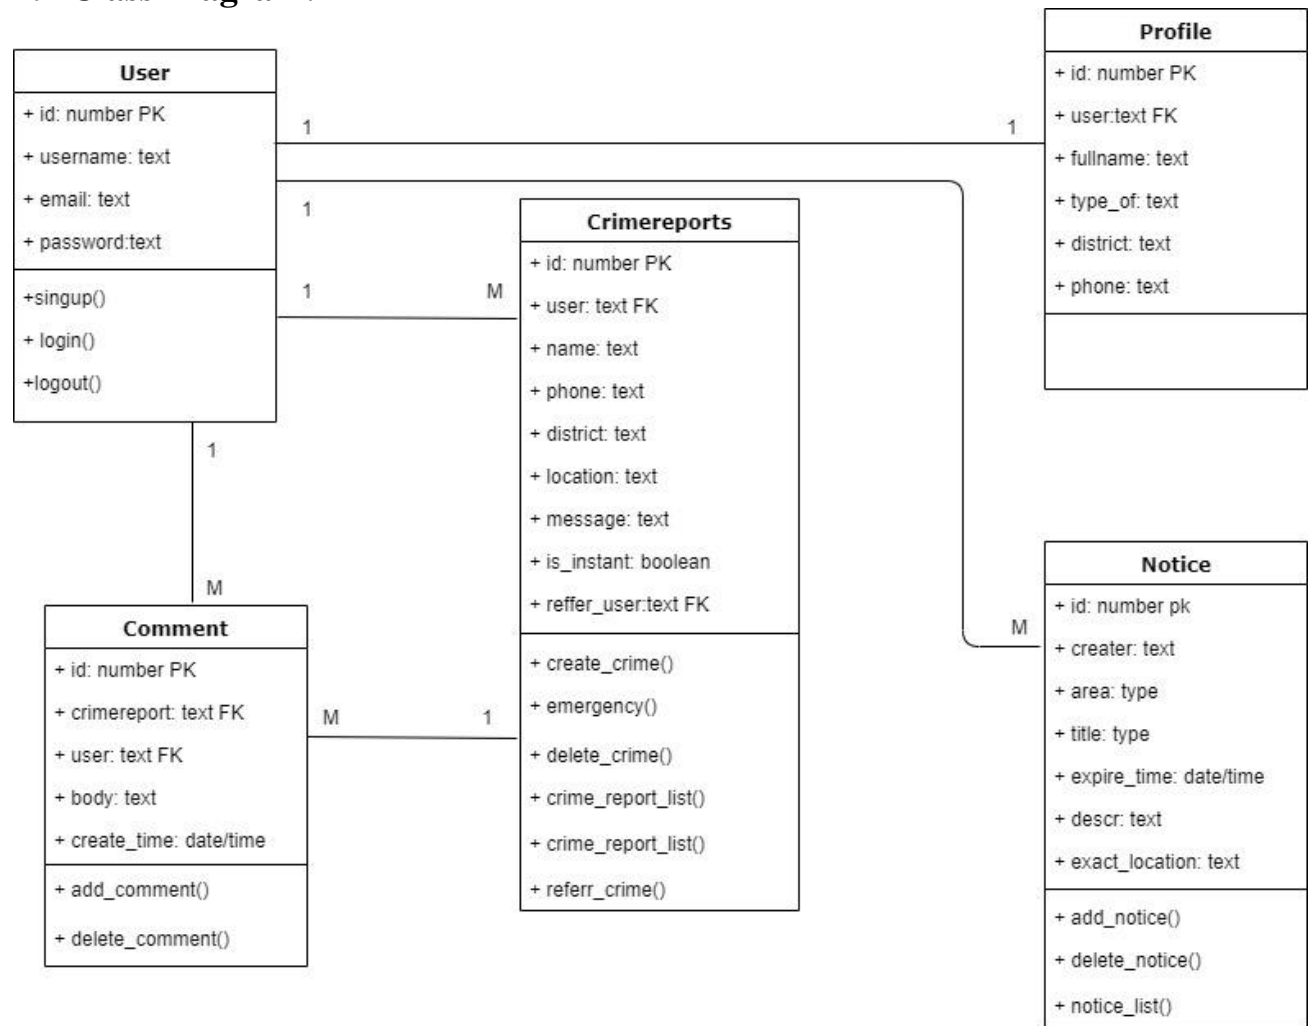 User
+ id: number PK
+ username: text
+ email: text
+ password:text
+singup()
+ login()
+logout()
1
1
1
1
M
1
M
Profile
+ id: number PK
+ user:text FK
+ fullname: text
+ type_of: text
+ district: text
+ phone: text
Crimereports
+ id: number PK
+ user: text FK
+ name: text
+ phone: text
+ district: text
+ location: text
+ message: text
+ is_instant: boolean
+ reffer_user:text FK
+ create_crime()
+ emergency()
+ delete_crime()
+ crime_report_list()
+ crime_report_list()
+ referr_crime()
Comment
+ id: number PK
+ crimereport: text FK
+ user: text FK
+ body: text
+ create_time: date/time
+ add_comment()
+ delete_comment()
M
1
M
Notice
+ id: number pk
+ creater: text
+ area: type
+ title: type
+ expire_time: date/time
+ descr: text
+ exact_location: text
+ add_notice()
+ delete_notice()
+ notice_list()